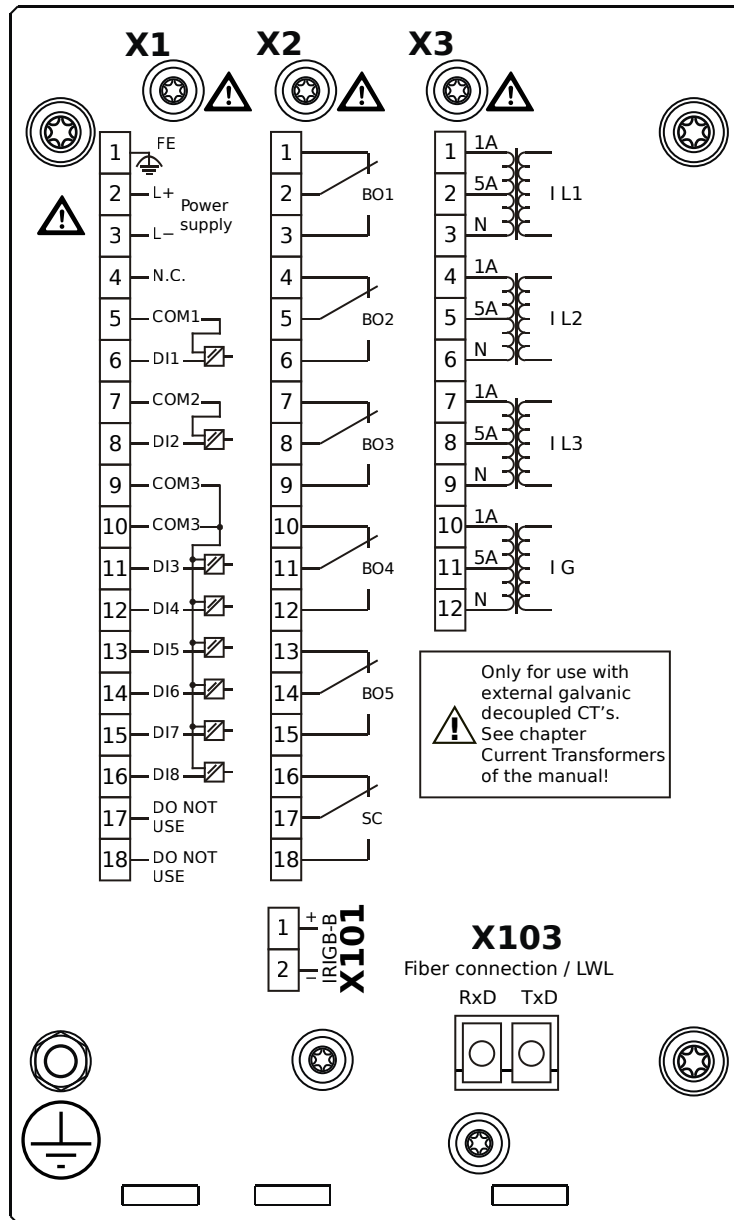 X1
X2
X3
1 FE
2 L+
Power
supply
3 L−
4 N.C.
5 COM1
6 DI1
7 COM2
8 DI2
9 COM3
10 COM3
11 DI3
12 DI4
13 DI5
14 DI6
15 DI7
16 DI8
17 DO NOT
USE
18 DO NOT
USE
1
2 BO1
3
4
5 BO2
6
7
8 BO3
9
10
11 BO4
12
13
14 BO5
15
16
17 SC
18
1 1A
2 5A I L1
3 N
4 1A
5 5A I L2
6 N
7 1A
8 5A I L3
9 N
10 1A
11 5A I G
12 N
Only for use with
external galvanic
decoupled CT's.
See chapter
Current Transformers
of the manual!
1 +
2 −
IRIGB-B
X101
X103
Fiber connection / LWL
RxD TxD